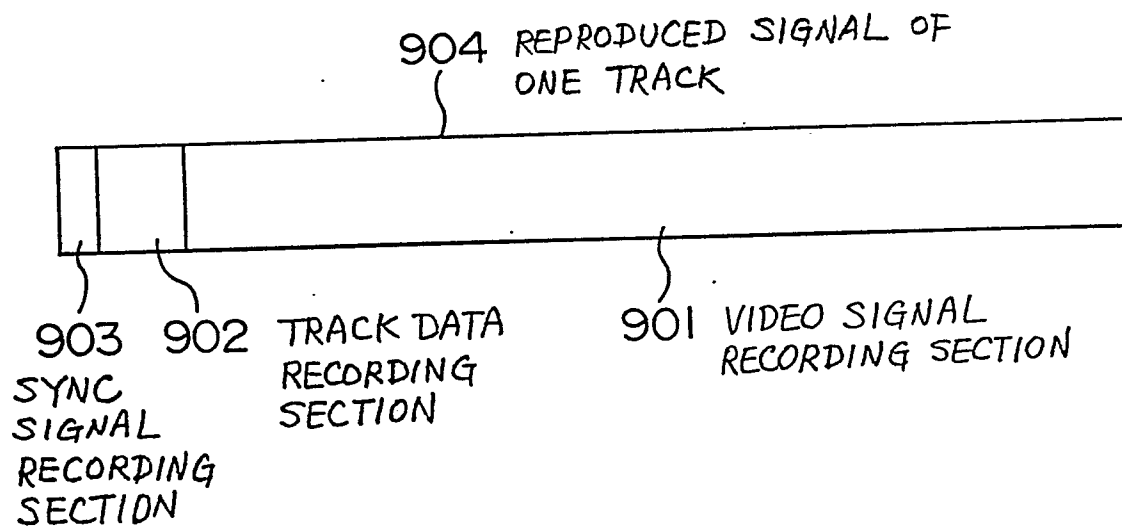 904 REPRODUCED SIGNAL OF
ONE TRACK
903
SYNC
SIGNAL
RECORDING
SECTION
902 TRACK DATA
RECORDING
SECTION
901 VIDEO SIGNAL
RECORDING SECTION